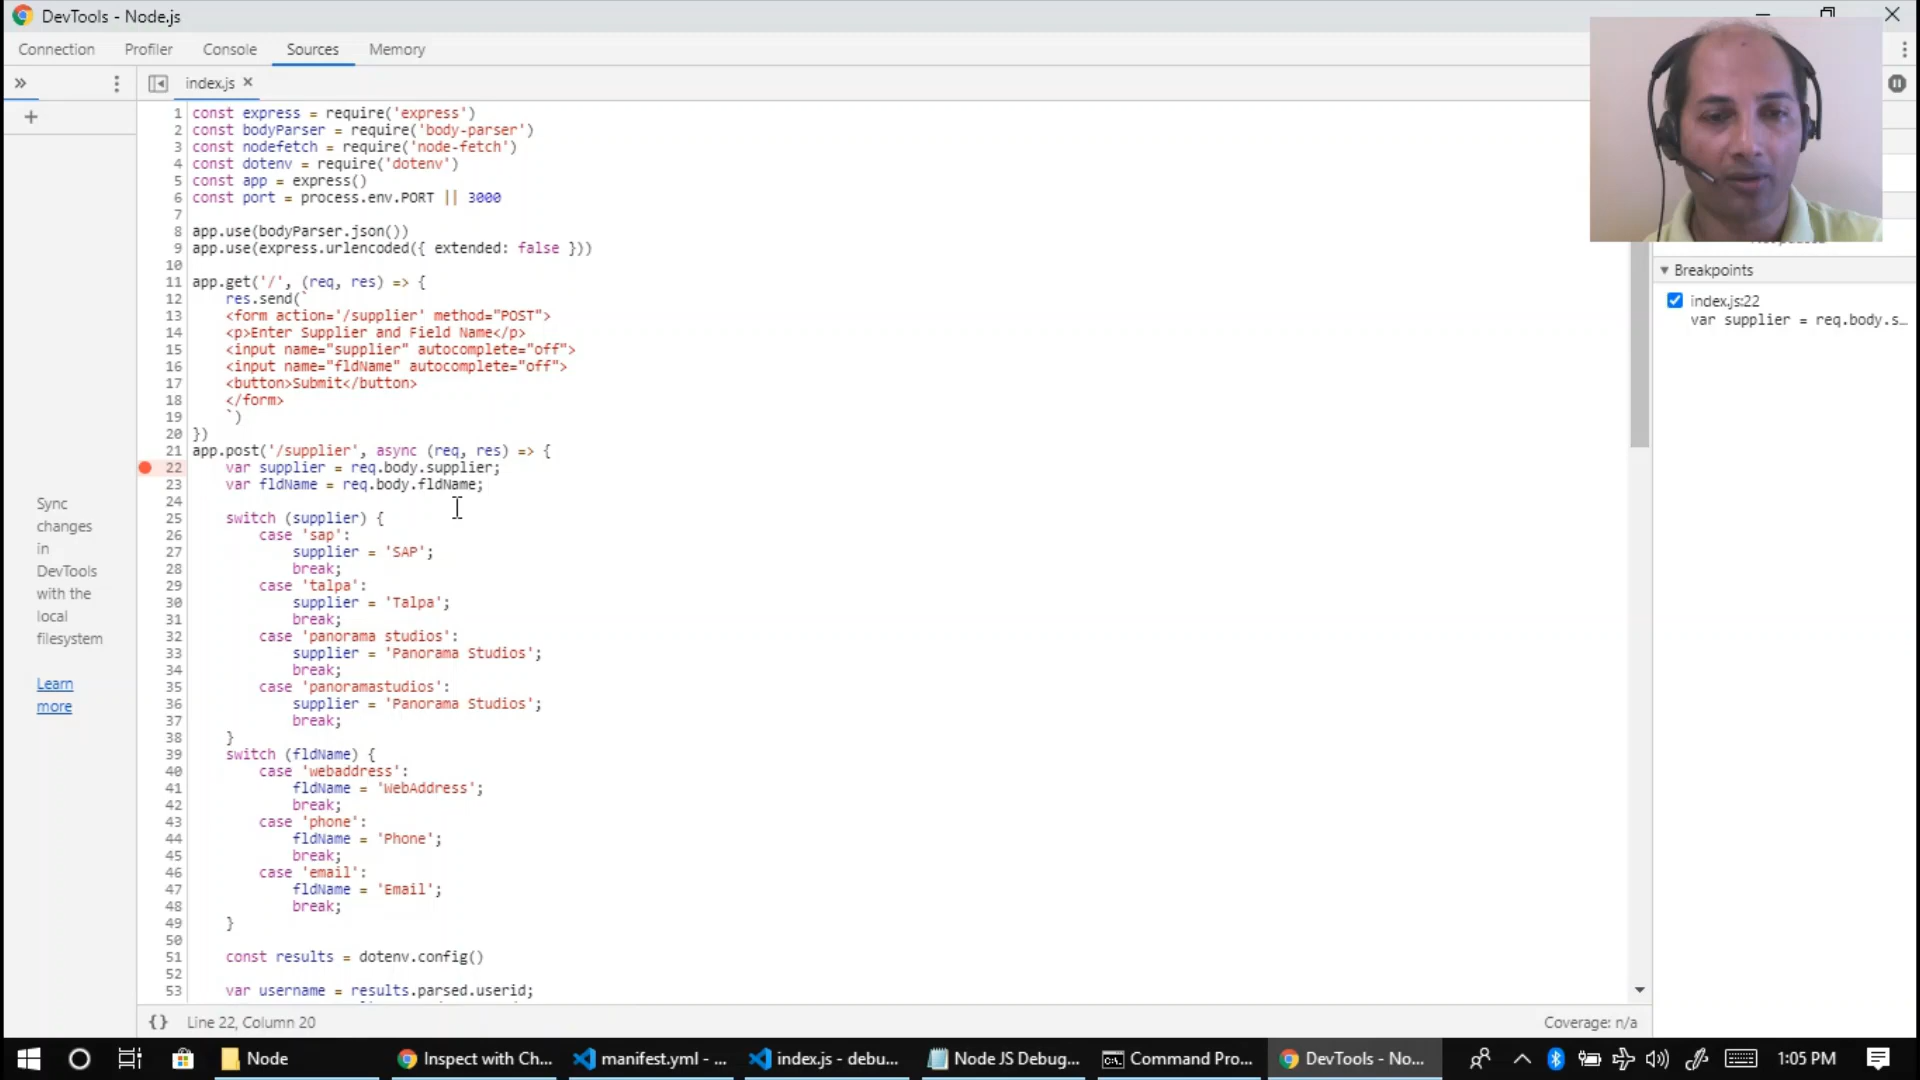 DevTools - Node.js
Connection Profiler Console Sources Memory
index.js ×
1 const express = require('express')
2 const bodyParser = require('body-parser')
3 const nodefetch = require('node-fetch')
4 const dotenv = require('dotenv')
5 const app = express()
6 const port = process.env.PORT || 3000
7
8 app.use(bodyParser.json())
9 app.use(express.urlencoded({ extended: false }))
10
11 app.get('/', (req, res) => {
12 res.send(`
13 <form action='/supplier' method="POST">
14 <p>Enter Supplier and Field Name</p>
15 <input name="supplier" autocomplete="off">
16 <input name="fldName" autocomplete="off">
17 <button>Submit</button>
18 </form>
19 `)
20 })
21 app.post('/supplier', async (req, res) => {
22 var supplier = req.body.supplier;
23 var fldName = req.body.fldName;
24
25 switch (supplier) {
26 case 'sap':
27 supplier = 'SAP';
28 break;
29 case 'talpa':
30 supplier = 'Talpa';
31 break;
32 case 'panorama studios':
33 supplier = 'Panorama Studios';
34 break;
35 case 'panoramastudios':
36 supplier = 'Panorama Studios';
37 break;
38 }
39 switch (fldName) {
40 case 'webaddress':
41 fldName = 'WebAddress';
42 break;
43 case 'phone':
44 fldName = 'Phone';
45 break;
46 case 'email':
47 fldName = 'Email';
48 break;
49 }
50
51 const results = dotenv.config()
52
53 var username = results.parsed.userid;
Sync
changes
in
DevTools
with the
local
filesystem
Learn
more
Breakpoints
index.js:22
var supplier = req.body.s...
{} Line 22, Column 20
Coverage: n/a
Node
Inspect with Ch...
manifest.yml - ...
index.js - debu...
Node JS Debug...
Command Pro...
DevTools - No...
1:05 PM